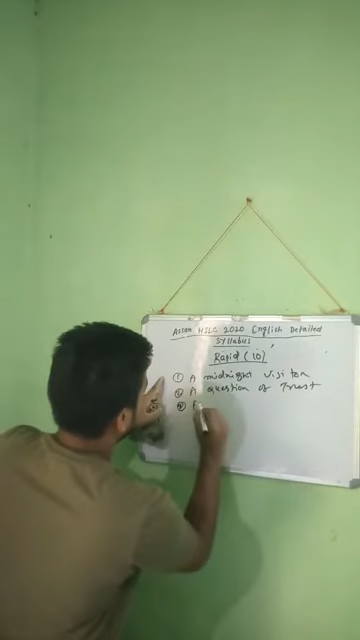 Assam HSLC 2020 English Detailed
Syllabus
Rapid (10)
① A midnight Visitor
② A question of Trust
③ F